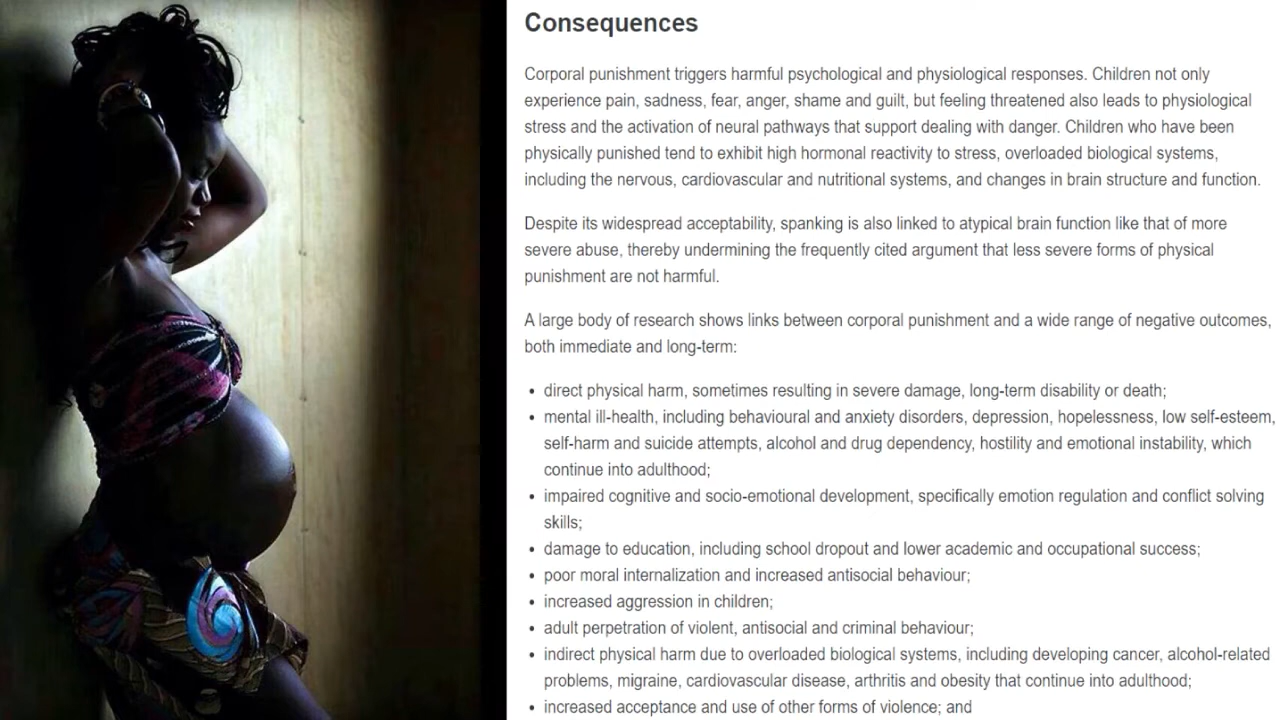 Consequences
Corporal punishment triggers harmful psychological and physiological responses. Children not only
experience pain, sadness, fear, anger, shame and guilt, but feeling threatened also leads to physiological
stress and the activation of neural pathways that support dealing with danger. Children who have been
physically punished tend to exhibit high hormonal reactivity to stress, overloaded biological systems,
including the nervous, cardiovascular and nutritional systems, and changes in brain structure and function.
Despite its widespread acceptability, spanking is also linked to atypical brain function like that of more
severe abuse, thereby undermining the frequently cited argument that less severe forms of physical
punishment are not harmful.
A large body of research shows links between corporal punishment and a wide range of negative outcomes,
both immediate and long-term:
• direct physical harm, sometimes resulting in severe damage, long-term disability or death;
• mental ill-health, including behavioural and anxiety disorders, depression, hopelessness, low self-esteem,
self-harm and suicide attempts, alcohol and drug dependency, hostility and emotional instability, which
continue into adulthood;
• impaired cognitive and socio-emotional development, specifically emotion regulation and conflict solving
skills;
• damage to education, including school dropout and lower academic and occupational success;
• poor moral internalization and increased antisocial behaviour;
• increased aggression in children;
• adult perpetration of violent, antisocial and criminal behaviour;
• indirect physical harm due to overloaded biological systems, including developing cancer, alcohol-related
problems, migraine, cardiovascular disease, arthritis and obesity that continue into adulthood;
• increased acceptance and use of other forms of violence; and